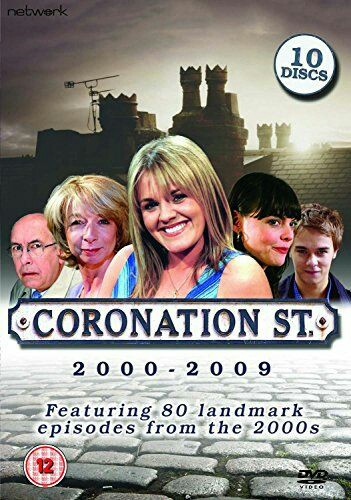 network
10
DISCS
CORONATION ST.
2000 - 2009
Featuring 80 landmark
episodes from the 2000s
12
DVD
VIDEO